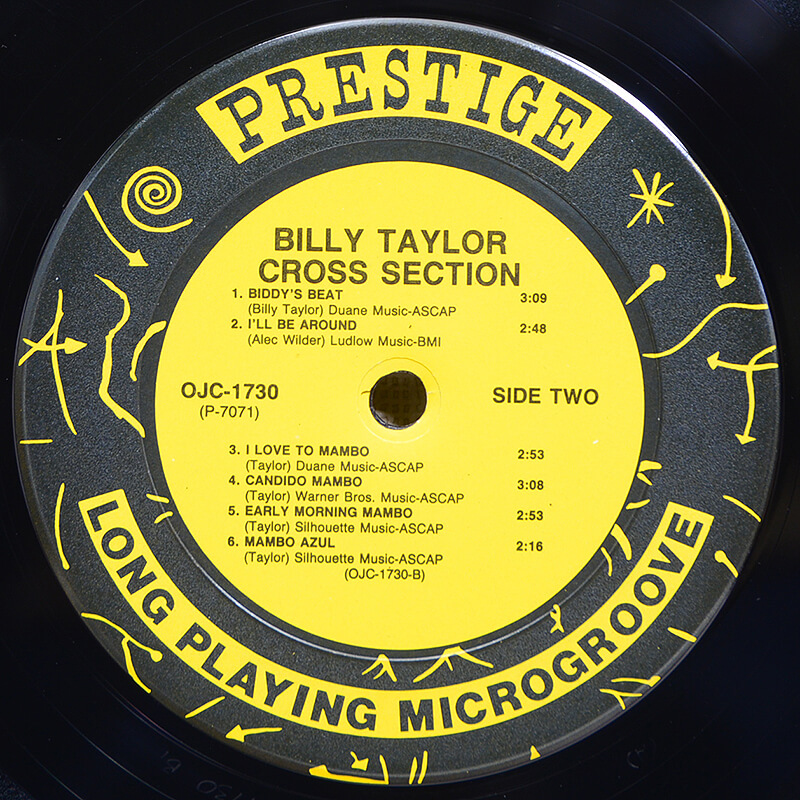 PRESTIGE
BILLY TAYLOR
CROSS SECTION
1. BIDDY'S BEAT 3:09
(Billy Taylor) Duane Music-ASCAP
2. I'LL BE AROUND 2:48
(Alec Wilder) Ludlow Music-BMI
OJC-1730 SIDE TWO
(P-7071)
3. I LOVE TO MAMBO 2:53
(Taylor) Duane Music-ASCAP
4. CANDIDO MAMBO 3:08
(Taylor) Warner Bros. Music-ASCAP
5. EARLY MORNING MAMBO 2:53
(Taylor) Silhouette Music-ASCAP
6. MAMBO AZUL 2:16
(Taylor) Silhouette Music-ASCAP
(OJC-1730-B)
LONG PLAYING MICROGROOVE